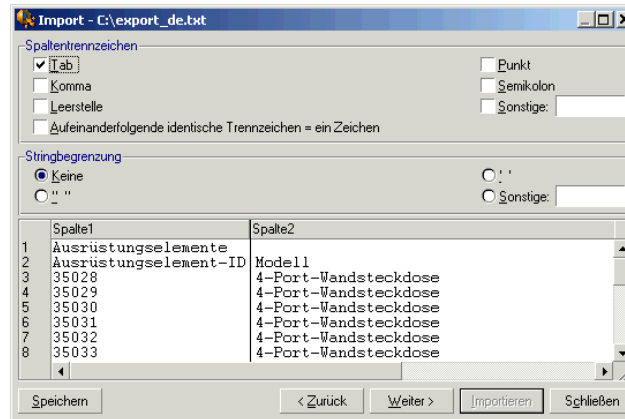 Import - C:\export_de.txt
Spaltentrennzeichen
Tab Punkt
Komma Semikolon
Leerstelle Sonstige:
Aufeinanderfolgende identische Trennzeichen = ein Zeichen
Stringbegrenzung
Keine ' '
" " Sonstige:
Spalte1 Spalte2
1 Ausrüstungselemente
2 Ausrüstungselement-ID Modell
3 35028 4-Port-Wandsteckdose
4 35029 4-Port-Wandsteckdose
5 35030 4-Port-Wandsteckdose
6 35031 4-Port-Wandsteckdose
7 35032 4-Port-Wandsteckdose
8 35033 4-Port-Wandsteckdose
Speichern < Zurück Weiter > Importieren Schließen